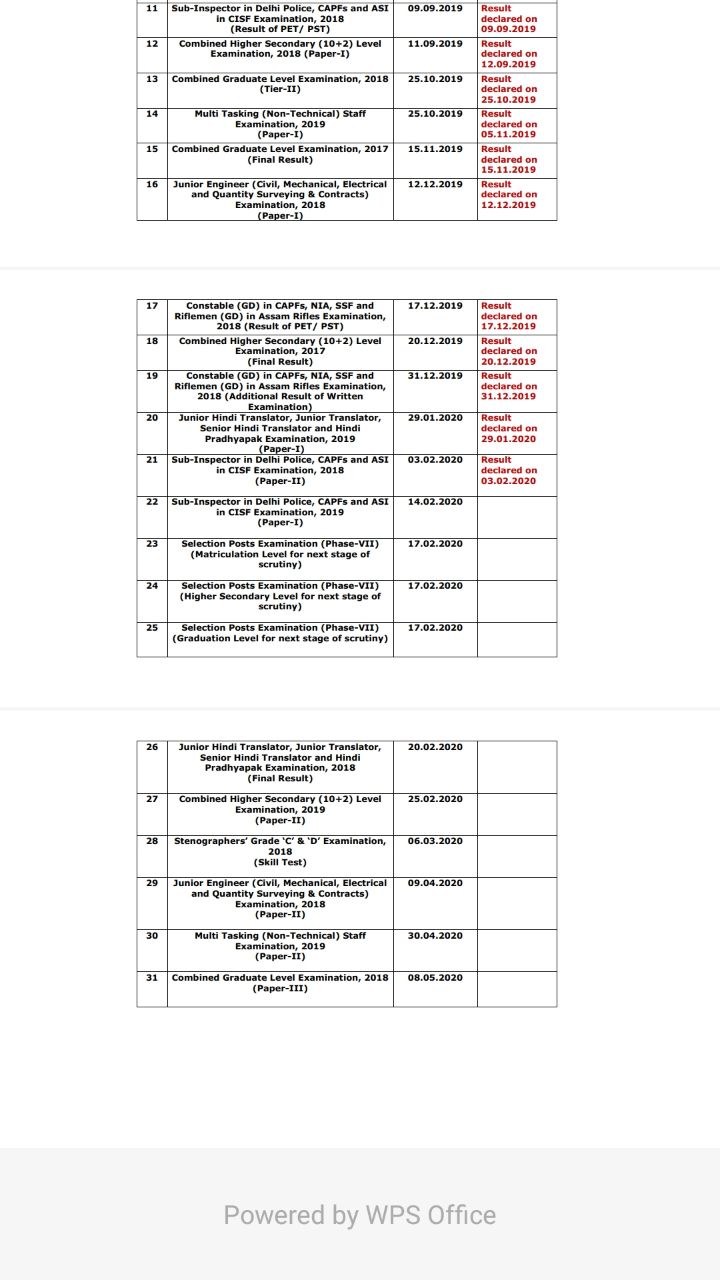 11 Sub-Inspector in Delhi Police, CAPFs and ASI 09.09.2019 Result
in CISF Examination, 2018 declared on
(Result of PET/ PST) 09.09.2019
12 Combined Higher Secondary (10+2) Level 11.09.2019 Result
Examination, 2018 (Paper-I) declared on
12.09.2019
13 Combined Graduate Level Examination, 2018 25.10.2019 Result
(Tier-II) declared on
25.10.2019
14 Multi Tasking (Non-Technical) Staff 25.10.2019 Result
Examination, 2019 declared on
(Paper-I) 05.11.2019
15 Combined Graduate Level Examination, 2017 15.11.2019 Result
(Final Result) declared on
15.11.2019
16 Junior Engineer (Civil, Mechanical, Electrical 12.12.2019 Result
and Quantity Surveying & Contracts) declared on
Examination, 2018 12.12.2019
(Paper-I)
17 Constable (GD) in CAPFs, NIA, SSF and 17.12.2019 Result
Riflemen (GD) in Assam Rifles Examination, declared on
2018 (Result of PET/ PST) 17.12.2019
18 Combined Higher Secondary (10+2) Level 20.12.2019 Result
Examination, 2017 declared on
(Final Result) 20.12.2019
19 Constable (GD) in CAPFs, NIA, SSF and 31.12.2019 Result
Riflemen (GD) in Assam Rifles Examination, declared on
2018 (Additional Result of Written 31.12.2019
Examination)
20 Junior Hindi Translator, Junior Translator, 29.01.2020 Result
Senior Hindi Translator and Hindi declared on
Pradhyapak Examination, 2019 29.01.2020
(Paper-I)
21 Sub-Inspector in Delhi Police, CAPFs and ASI 03.02.2020 Result
in CISF Examination, 2018 declared on
(Paper-II) 03.02.2020
22 Sub-Inspector in Delhi Police, CAPFs and ASI 14.02.2020
in CISF Examination, 2019
(Paper-I)
23 Selection Posts Examination (Phase-VII) 17.02.2020
(Matriculation Level for next stage of
scrutiny)
24 Selection Posts Examination (Phase-VII) 17.02.2020
(Higher Secondary Level for next stage of
scrutiny)
25 Selection Posts Examination (Phase-VII) 17.02.2020
(Graduation Level for next stage of scrutiny)
26 Junior Hindi Translator, Junior Translator, 20.02.2020
Senior Hindi Translator and Hindi
Pradhyapak Examination, 2018
(Final Result)
27 Combined Higher Secondary (10+2) Level 25.02.2020
Examination, 2019
(Paper-II)
28 Stenographers' Grade 'C' & 'D' Examination, 06.03.2020
2018
(Skill Test)
29 Junior Engineer (Civil, Mechanical, Electrical 09.04.2020
and Quantity Surveying & Contracts)
Examination, 2018
(Paper-II)
30 Multi Tasking (Non-Technical) Staff 30.04.2020
Examination, 2019
(Paper-II)
31 Combined Graduate Level Examination, 2018 08.05.2020
(Paper-III)
Powered by WPS Office